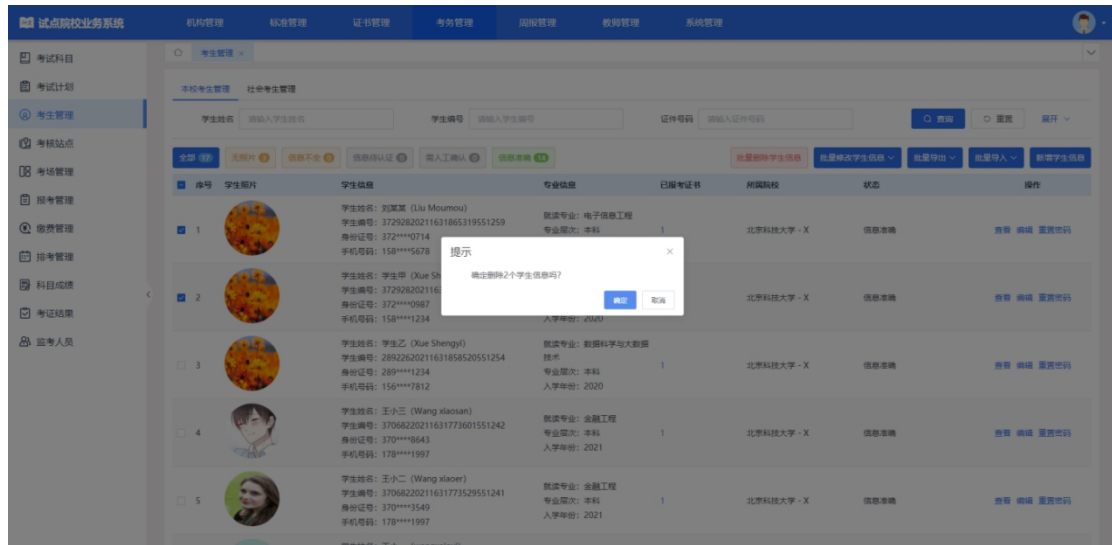 试点院校业务系统
机构管理 标准管理 证书管理 考务管理 周报管理 教师管理 系统管理
考试科目
考试计划
考生管理
考核站点
考场管理
报考管理
缴费管理
排考管理
科目成绩
考证结果
监考人员
考生管理 ×
本校考生管理 社会考生管理
学生姓名 请输入学生姓名 学生编号 请输入学生编号 证件号码 请输入证件号码 查询 重置 展开
全部 无照片 信息不全 信息待认证 需人工确认 信息准确 批量删除学生信息 批量修改学生信息 批量导出 批量导入 新增学生信息
序号 学生照片 学生信息 专业信息 已报考证书 所属院校 状态 操作
学生姓名：刘某某 (Liu Moumou)
学生编号：37292820211631865319551259
身份证号：372****0714
手机号码：158****5678
就读专业：电子信息工程
专业层次：本科
1 1 北京科技大学 - X 信息准确 查看 编辑 重置密码
提示 ×
确定删除2个学生信息吗?
确定 取消
学生姓名：学生甲 (Xue Sh
学生编号：3729282021163
身份证号：372****0987
手机号码：158****1234
入学年份：2020
2 北京科技大学 - X 信息准确 查看 编辑 重置密码
学生姓名：学生乙 (Xue Shengyi)
学生编号：28922620211631858520551254
身份证号：289****1234
手机号码：156****7812
就读专业：数据科学与大数据
技术
专业层次：本科
入学年份：2020
3 1 北京科技大学 - X 信息准确 查看 编辑 重置密码
学生姓名：王小三 (Wang xiaosan)
学生编号：37068220211631773601551242
身份证号：370****8643
手机号码：178****1997
就读专业：金融工程
专业层次：本科
入学年份：2021
4 1 北京科技大学 - X 信息准确 查看 编辑 重置密码
学生姓名：王小二 (Wang xiaoer)
学生编号：37068220211631773529551241
身份证号：370****3549
手机号码：178****1997
就读专业：金融工程
专业层次：本科
入学年份：2021
5 1 北京科技大学 - X 信息准确 查看 编辑 重置密码